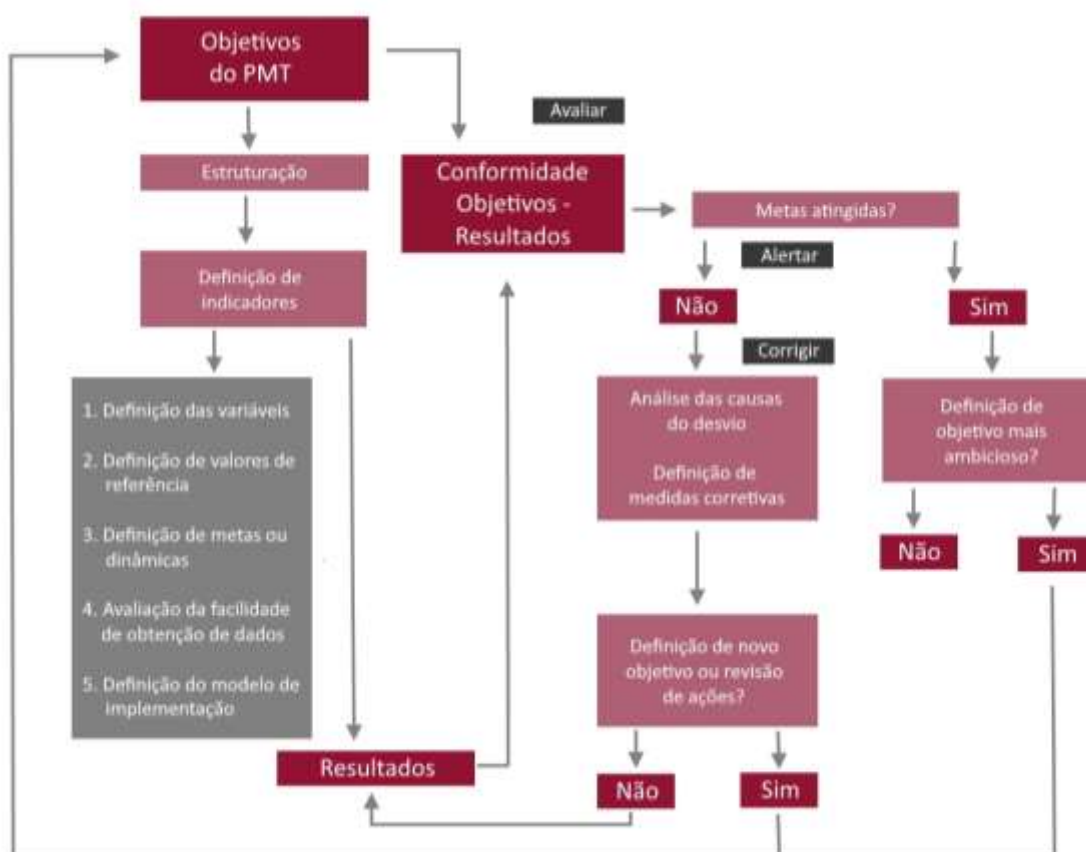 Objetivos
do PMT
Avaliar
Estruturação
Conformidade
Objetivos -
Resultados
Metas atingidas?
Alertar
Definição de
indicadores
Não
Sim
Corrigir
1. Definição das variáveis
2. Definição de valores de
referência
3. Definição de metas ou
dinâmicas
4. Avaliação da facilidade
de obtenção de dados
5. Definição do modelo de
implementação
Análise das causas
do desvio
Definição de
medidas corretivas
Definição de
objetivo mais
ambicioso?
Não
Sim
Definição de novo
objetivo ou revisão
de ações?
Resultados
Não
Sim